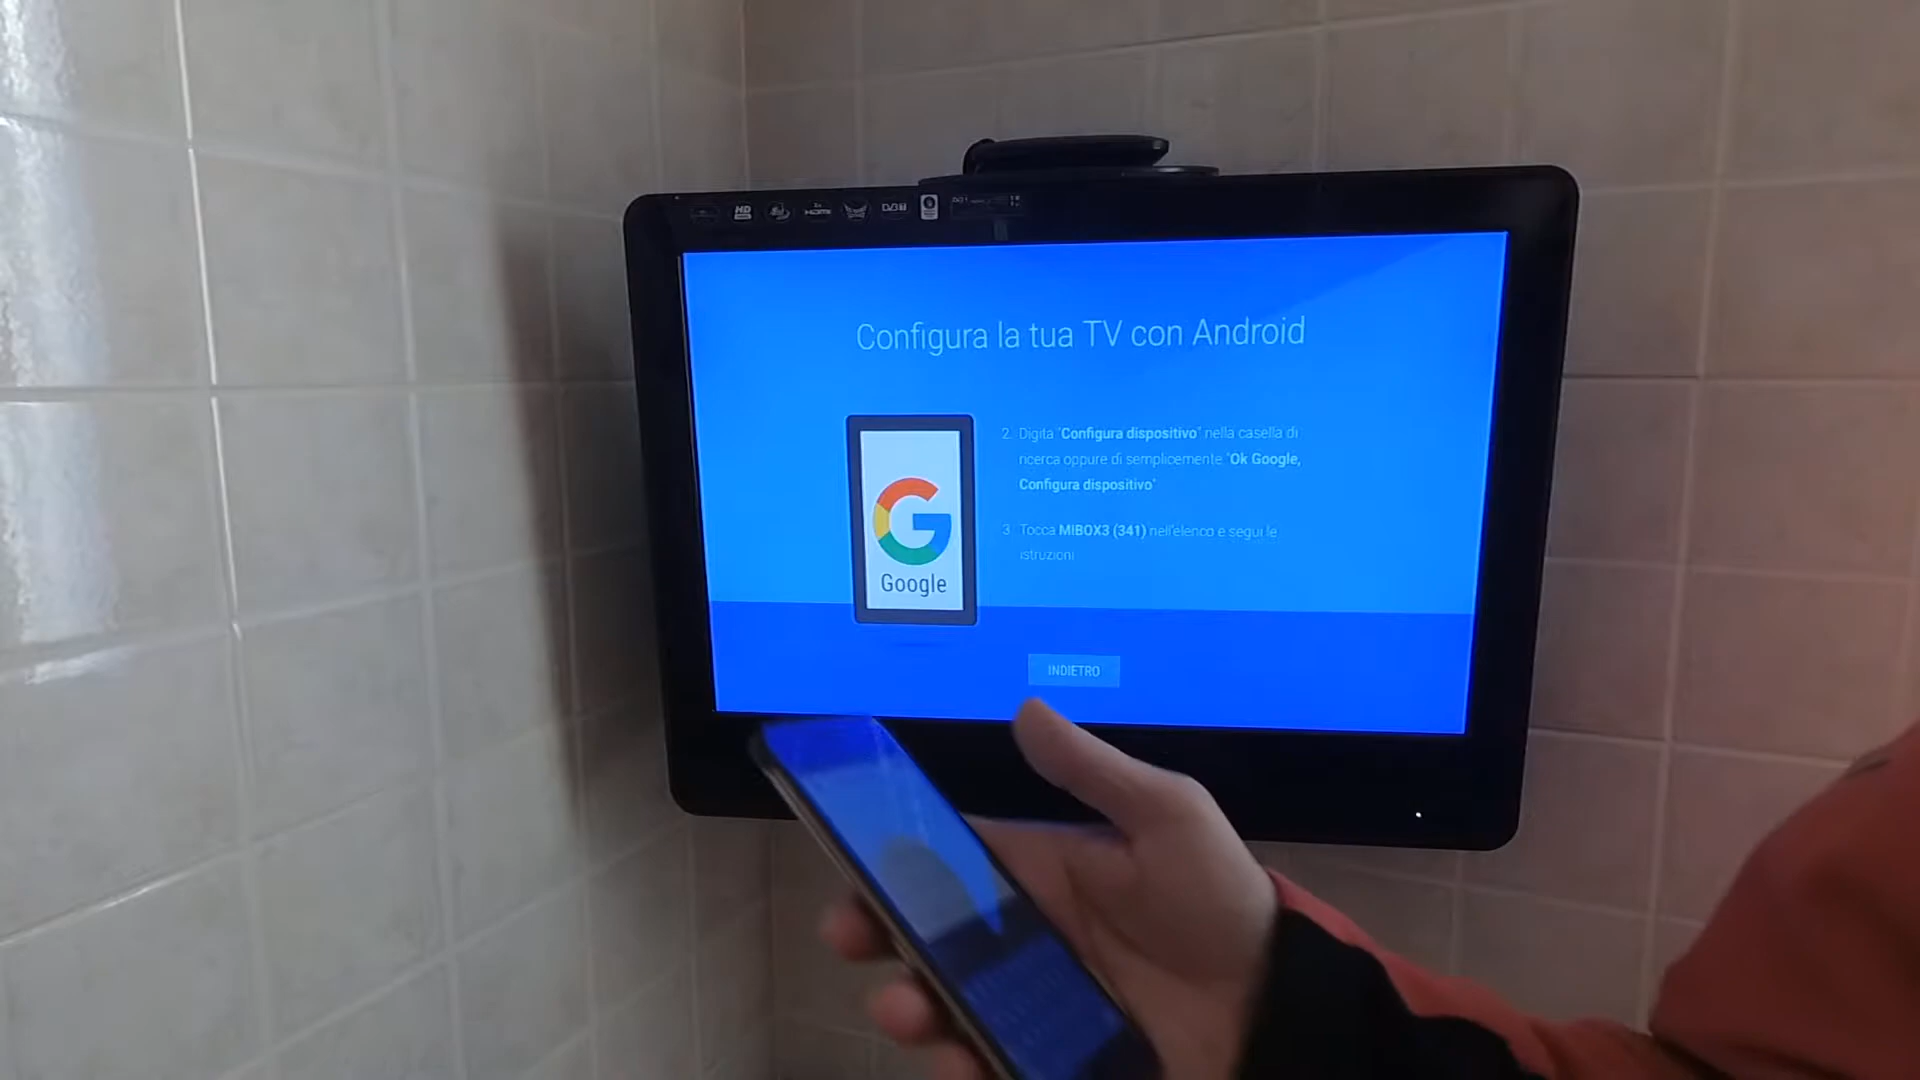 HD
HDMI
DVB T
Configura la tua TV con Android
2. Digita "Configura dispositivo" nella casella di
ricerca oppure di semplicemente "Ok Google,
Configura dispositivo"
3. Tocca MIBOX3 (341) nell'elenco e segui le
istruzioni
Google
INDIETRO